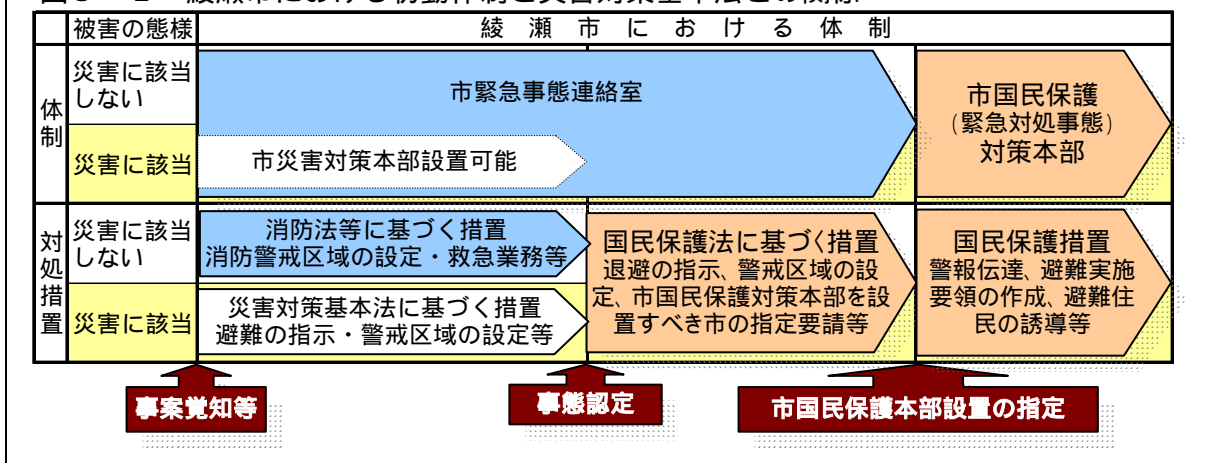 被害の態様
綾瀬市における体制
体制
災害に該当
しない
市緊急事態連絡室
市国民保護
(緊急対処事態)
対策本部
災害に該当
市災害対策本部設置可能
対処措置
災害に該当
しない
消防法等に基づく措置
消防警戒区域の設定・救急業務等
国民保護法に基づく措置
退避の指示、警戒区域の設
定、市国民保護対策本部を設
置すべき市の指定要請等
国民保護措置
警報伝達、避難実施
要領の作成、避難住
民の誘導等
災害に該当
災害対策基本法に基づく措置
避難の指示・警戒区域の設定等
事案覚知等
事態認定
市国民保護本部設置の指定